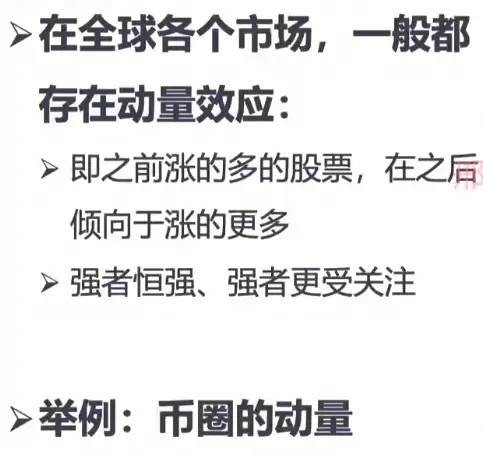 ➢在全球各个市场，一般都
存在动量效应：
➢ 即之前涨的多的股票，在之后
倾向于涨的更多
➢ 强者恒强、强者更受关注
➢举例：币圈的动量